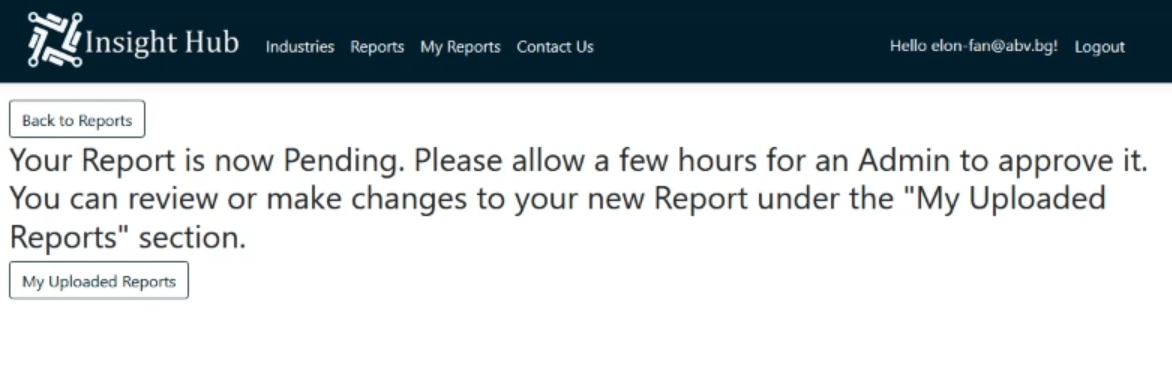 Insight Hub Industries Reports My Reports Contact Us Hello elon-fan@abv.bg! Logout
Back to Reports
Your Report is now Pending. Please allow a few hours for an Admin to approve it.
You can review or make changes to your new Report under the "My Uploaded
Reports" section.
My Uploaded Reports